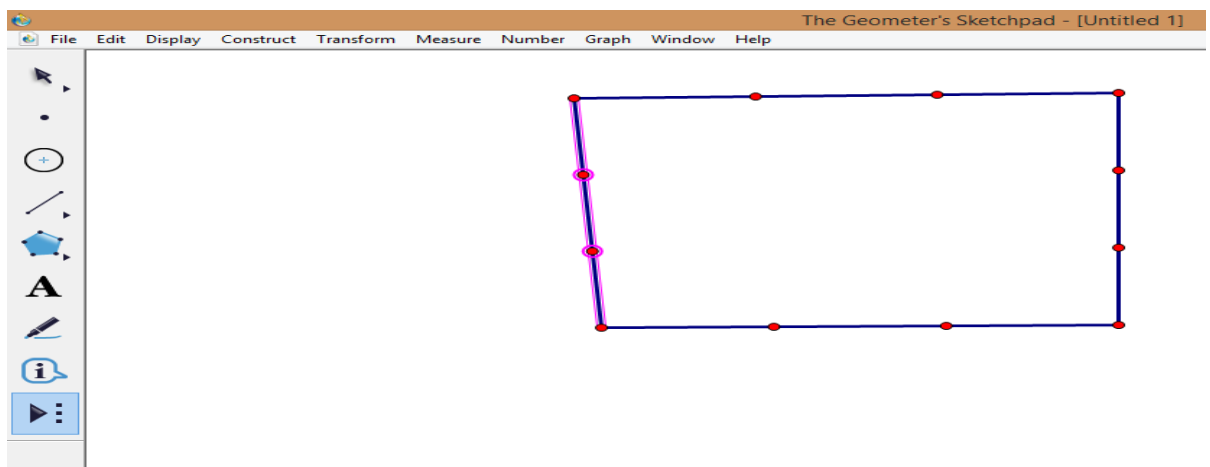 The Geometer's Sketchpad - [Untitled 1]
File Edit Display Construct Transform Measure Number Graph Window Help
A
i